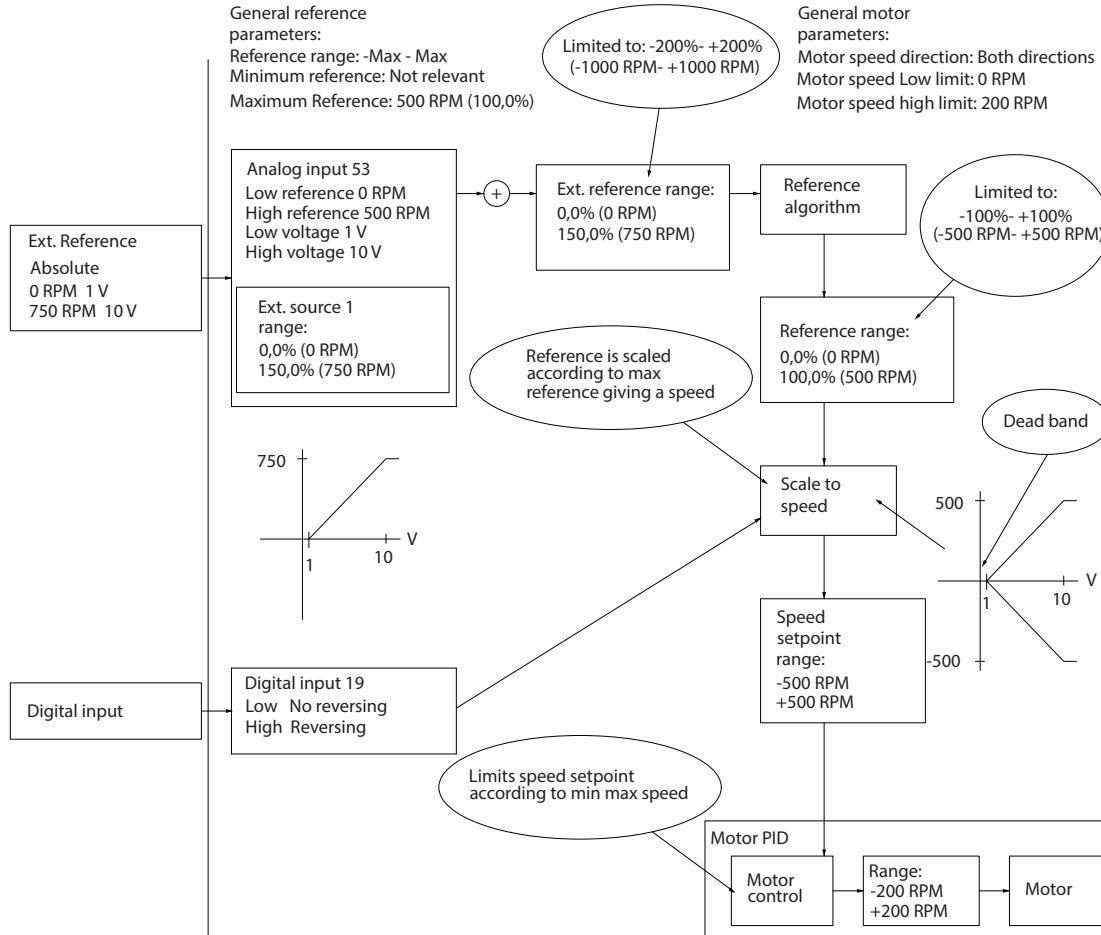 General reference
parameters:
Reference range: -Max - Max
Minimum reference: Not relevant
Maximum Reference: 500 RPM (100,0%)
Limited to: -200%- +200%
(-1000 RPM- +1000 RPM)
General motor
parameters:
Motor speed direction: Both directions
Motor speed Low limit: 0 RPM
Motor speed high limit: 200 RPM
Ext. Reference
Absolute
0 RPM 1 V
750 RPM 10 V
Analog input 53
Low reference 0 RPM
High reference 500 RPM
Low voltage 1 V
High voltage 10 V
Ext. source 1
range:
0,0% (0 RPM)
150,0% (750 RPM)
+
Ext. reference range:
0,0% (0 RPM)
150,0% (750 RPM)
Reference
algorithm
Limited to:
-100%- +100%
(-500 RPM- +500 RPM)
Reference range:
0,0% (0 RPM)
100,0% (500 RPM)
Reference is scaled
according to max
reference giving a speed
Dead band
750
1
10
V
Scale to
speed
500
1
10
V
-500
Speed
setpoint
range:
-500 RPM
+500 RPM
Digital input
Digital input 19
Low No reversing
High Reversing
Limits speed setpoint
according to min max speed
Motor PID
Motor
control
Range:
-200 RPM
+200 RPM
Motor